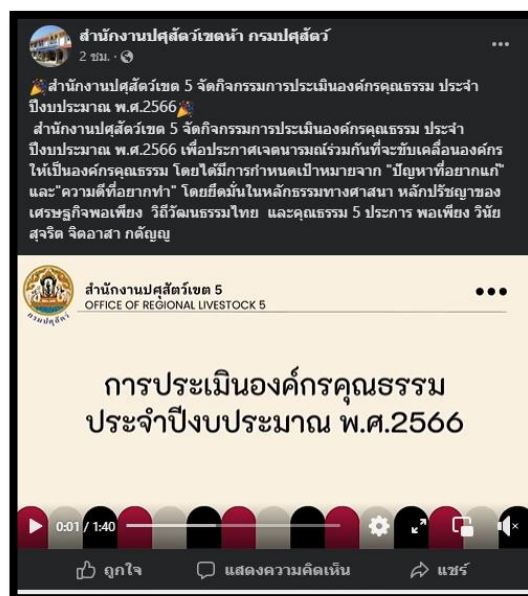 สำนักงานปศุสัตว์เขตห้า กรมปศุสัตว์
2 ชม. ·
สำนักงานปศุสัตว์เขต 5 จัดกิจกรรมการประเมินองค์กรคุณธรรม ประจำ
ปีงบประมาณ พ.ศ.2566
สำนักงานปศุสัตว์เขต 5 จัดกิจกรรมการประเมินองค์กรคุณธรรม ประจำ
ปีงบประมาณ พ.ศ.2566 เพื่อประกาศเจตนารมณ์ร่วมกันที่จะขับเคลื่อนองค์กร
ให้เป็นองค์กรคุณธรรม โดยได้มีการกำหนดเป้าหมายจาก "ปัญหาที่อยากแก้"
และ"ความดีที่อยากทำ" โดยยึดมั่นในหลักธรรมทางศาสนา หลักปรัชญาของ
เศรษฐกิจพอเพียง วิถีวัฒนธรรมไทย และคุณธรรม 5 ประการ พอเพียง วินัย
สุจริต จิตอาสา กตัญญู
สำนักงานปศุสัตว์เขต 5
OFFICE OF REGIONAL LIVESTOCK 5
กรมปศุสัตว์
การประเมินองค์กรคุณธรรม
ประจำปีงบประมาณ พ.ศ.2566
0:01 / 1:40
ถูกใจ
แสดงความคิดเห็น
แชร์